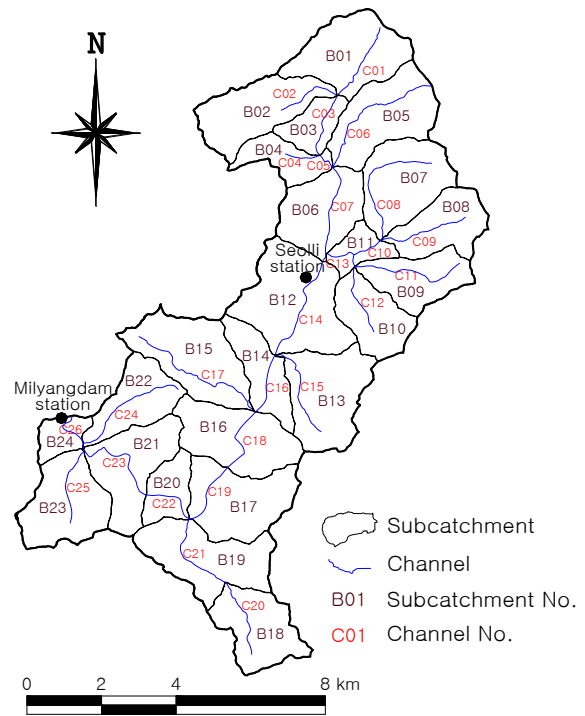 N
B01
C01
C02
B02
C03
B03
C06
B05
B04
C04
C05
B07
B06
C07
C08
B08
B11
C09
Seolli
station
C10
C13
C11
B09
B12
C12
C14
B10
B15
B14
C17
C16
C15
B13
B22
Milyangdam
station
C24
B16
C26
B24
B21
C18
C23
B20
C19
C25
B23
C22
B17
C21
B19
C20
B18
Subcatchment
Channel
B01 Subcatchment No.
C01 Channel No.
0 2 4 8 km